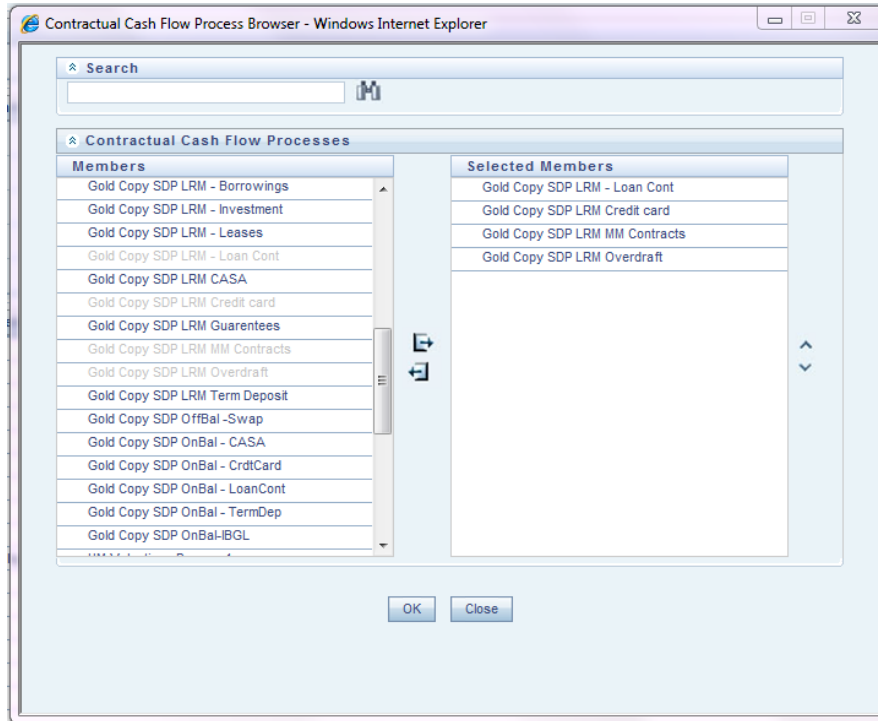 Contractual Cash Flow Process Browser - Windows Internet Explorer
Search
Contractual Cash Flow Processes
Members
Gold Copy SDP LRM - Borrowings
Gold Copy SDP LRM - Investment
Gold Copy SDP LRM - Leases
Gold Copy SDP LRM - Loan Cont
Gold Copy SDP LRM CASA
Gold Copy SDP LRM Credit card
Gold Copy SDP LRM Guarentees
Gold Copy SDP LRM MM Contracts
Gold Copy SDP LRM Overdraft
Gold Copy SDP LRM Term Deposit
Gold Copy SDP OffBal -Swap
Gold Copy SDP OnBal - CASA
Gold Copy SDP OnBal - CrdtCard
Gold Copy SDP OnBal - LoanCont
Gold Copy SDP OnBal - TermDep
Gold Copy SDP OnBal-IBGL
Selected Members
Gold Copy SDP LRM - Loan Cont
Gold Copy SDP LRM Credit card
Gold Copy SDP LRM MM Contracts
Gold Copy SDP LRM Overdraft
OK
Close